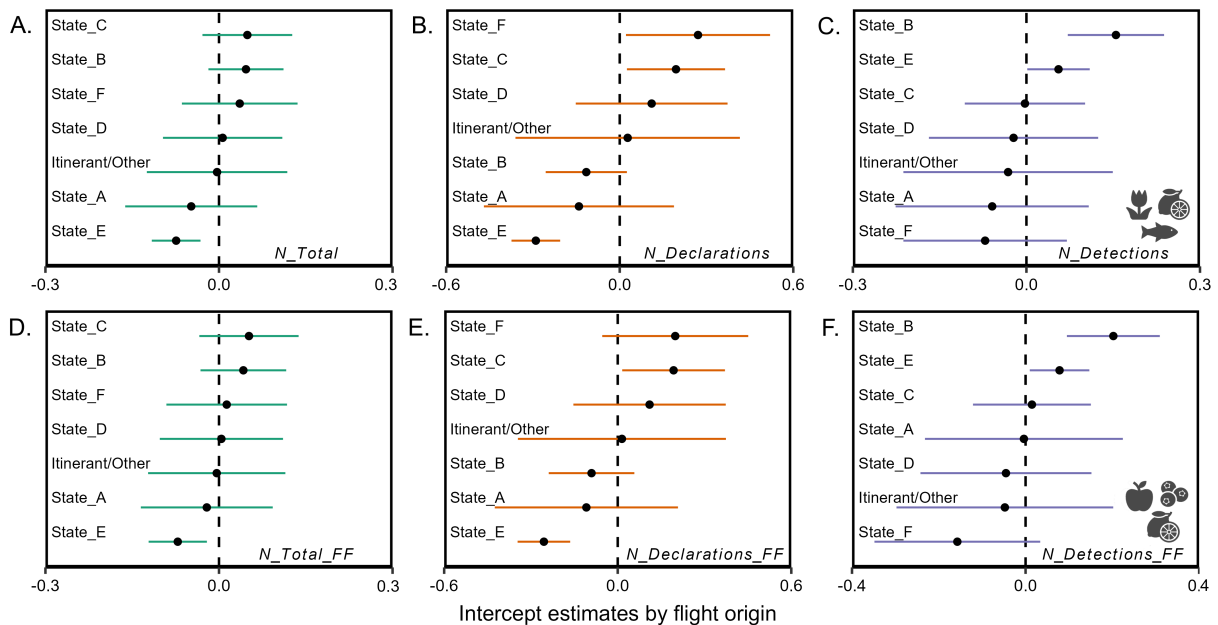 A.
State_C
State_B
State_F
State_D
Itinerant/Other
State_A
State_E
N_Total
-0.3
0.0
0.3
B.
State_F
State_C
State_D
Itinerant/Other
State_B
State_A
State_E
N_Declarations
-0.6
0.0
0.6
C.
State_B
State_E
State_C
State_D
Itinerant/Other
State_A
State_F
N_Detections
-0.3
0.0
0.3
D.
State_C
State_B
State_F
State_D
Itinerant/Other
State_A
State_E
N_Total_FF
-0.3
0.0
0.3
E.
State_F
State_C
State_D
Itinerant/Other
State_B
State_A
State_E
N_Declarations_FF
-0.6
0.0
0.6
F.
State_B
State_E
State_C
State_A
State_D
Itinerant/Other
State_F
N_Detections_FF
-0.4
0.0
0.4
Intercept estimates by flight origin